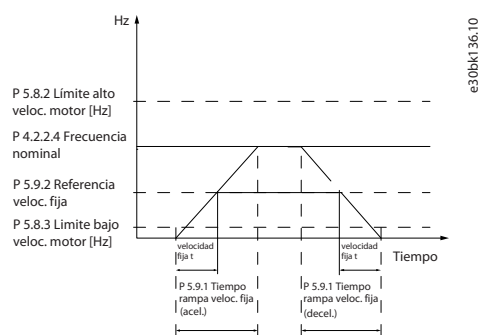 Hz
e30bk136.10
P 5.8.2 Límite alto
veloc. motor [Hz]
P 4.2.2.4 Frecuencia
nominal
P 5.9.2 Referencia
veloc. fija
P 5.8.3 Limite bajo
veloc. motor [Hz]
velocidad
fija t
velocidad
fija t
Tiempo
P 5.9.1 Tiempo
rampa veloc. fija
(acel.)
P 5.9.1 Tiempo
rampa veloc. fija
(decel.)